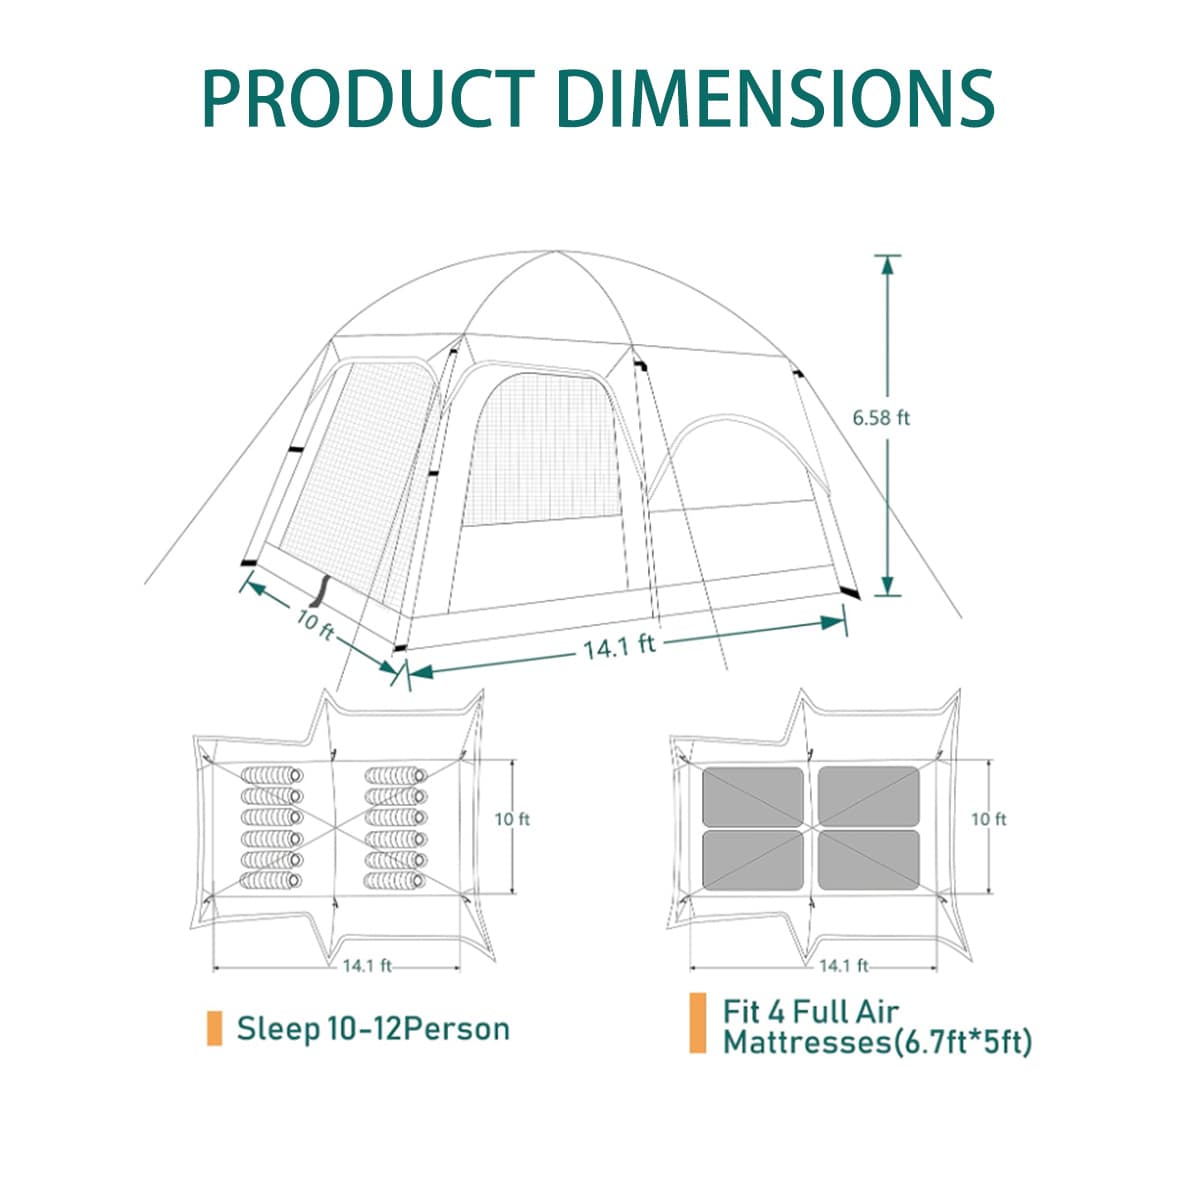 PRODUCT DIMENSIONS
6.58 ft
10 ft
14.1 ft
10 ft
10 ft
14.1 ft
14.1 ft
Sleep 10-12Person
Fit 4 Full Air
Mattresses(6.7ft*5ft)